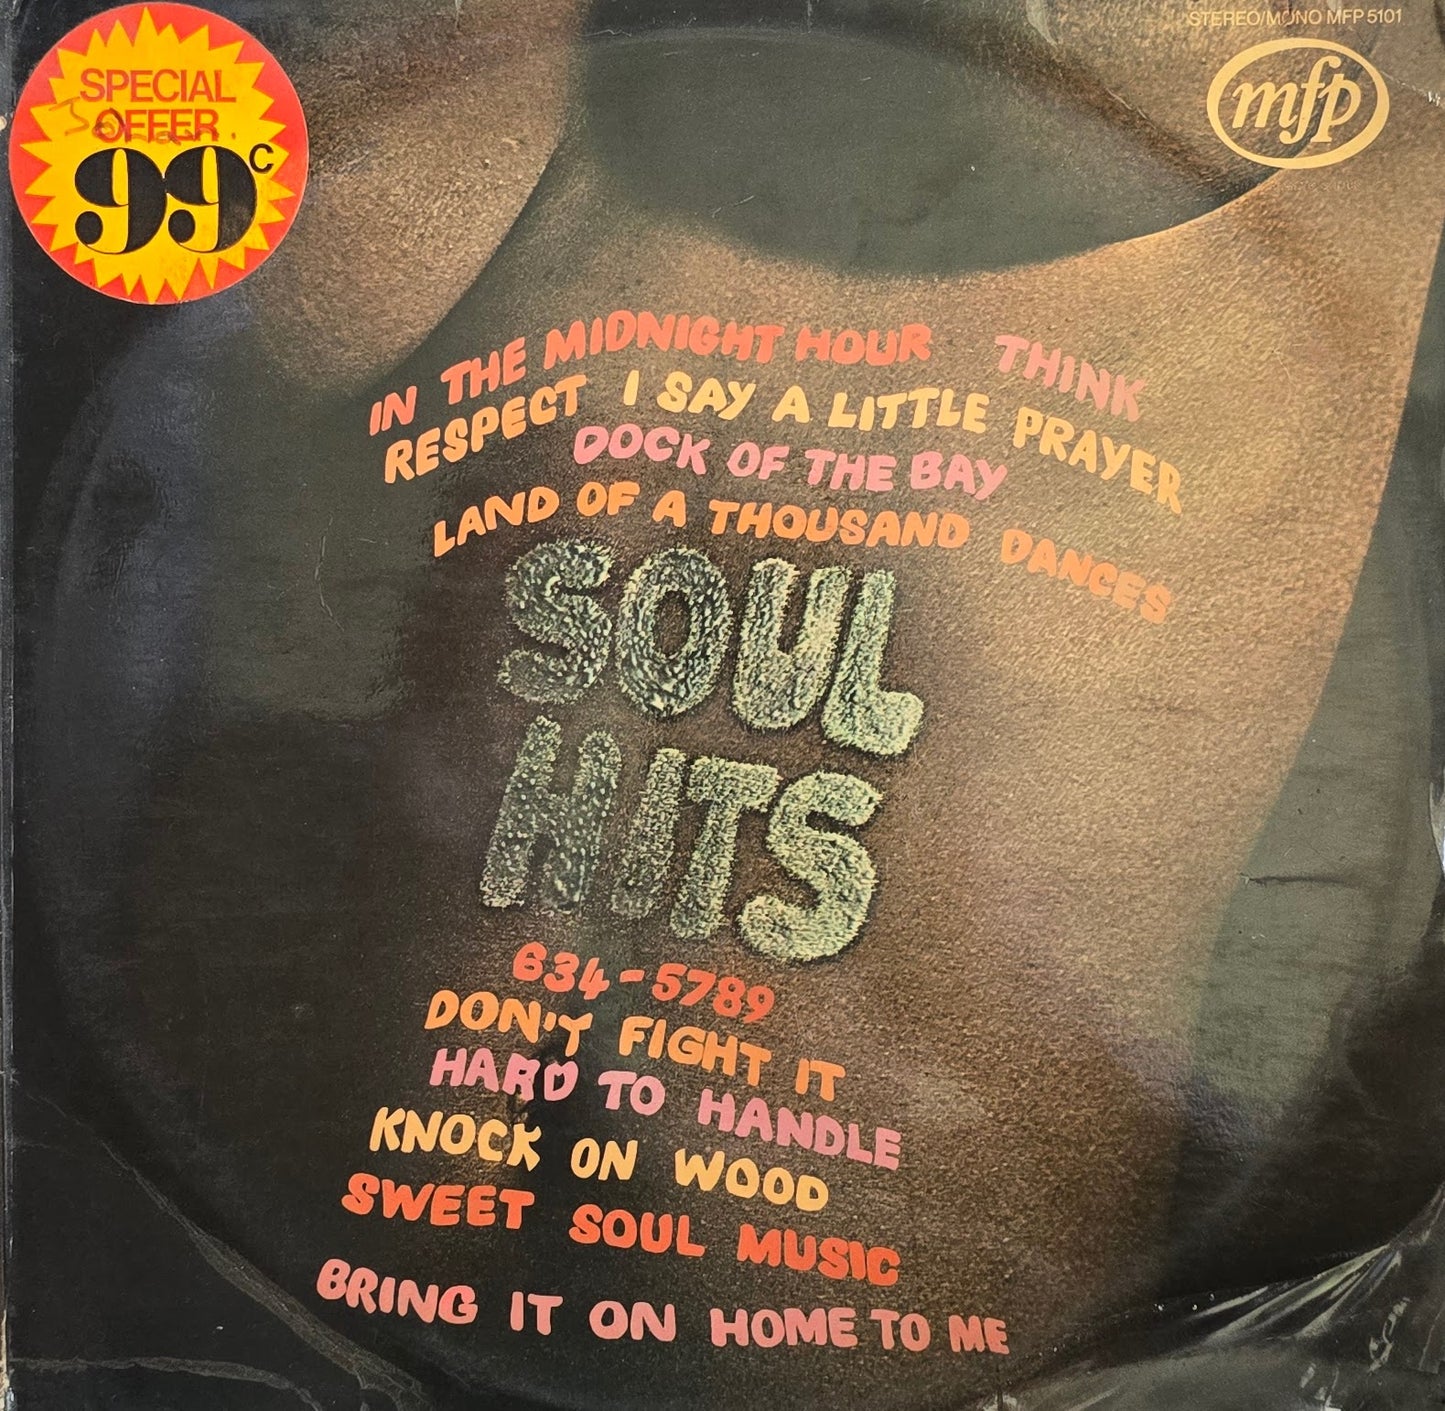 STEREO/MONO MFP 5101
mfp
SPECIAL
OFFER
99c
IN THE MIDNIGHT HOUR THINK
RESPECT I SAY A LITTLE PRAYER
DOCK OF THE BAY
LAND OF A THOUSAND DANCES
SOUL
HITS
634-5789
DON'T FIGHT IT
HARD TO HANDLE
KNOCK ON WOOD
SWEET SOUL MUSIC
BRING IT ON HOME TO ME